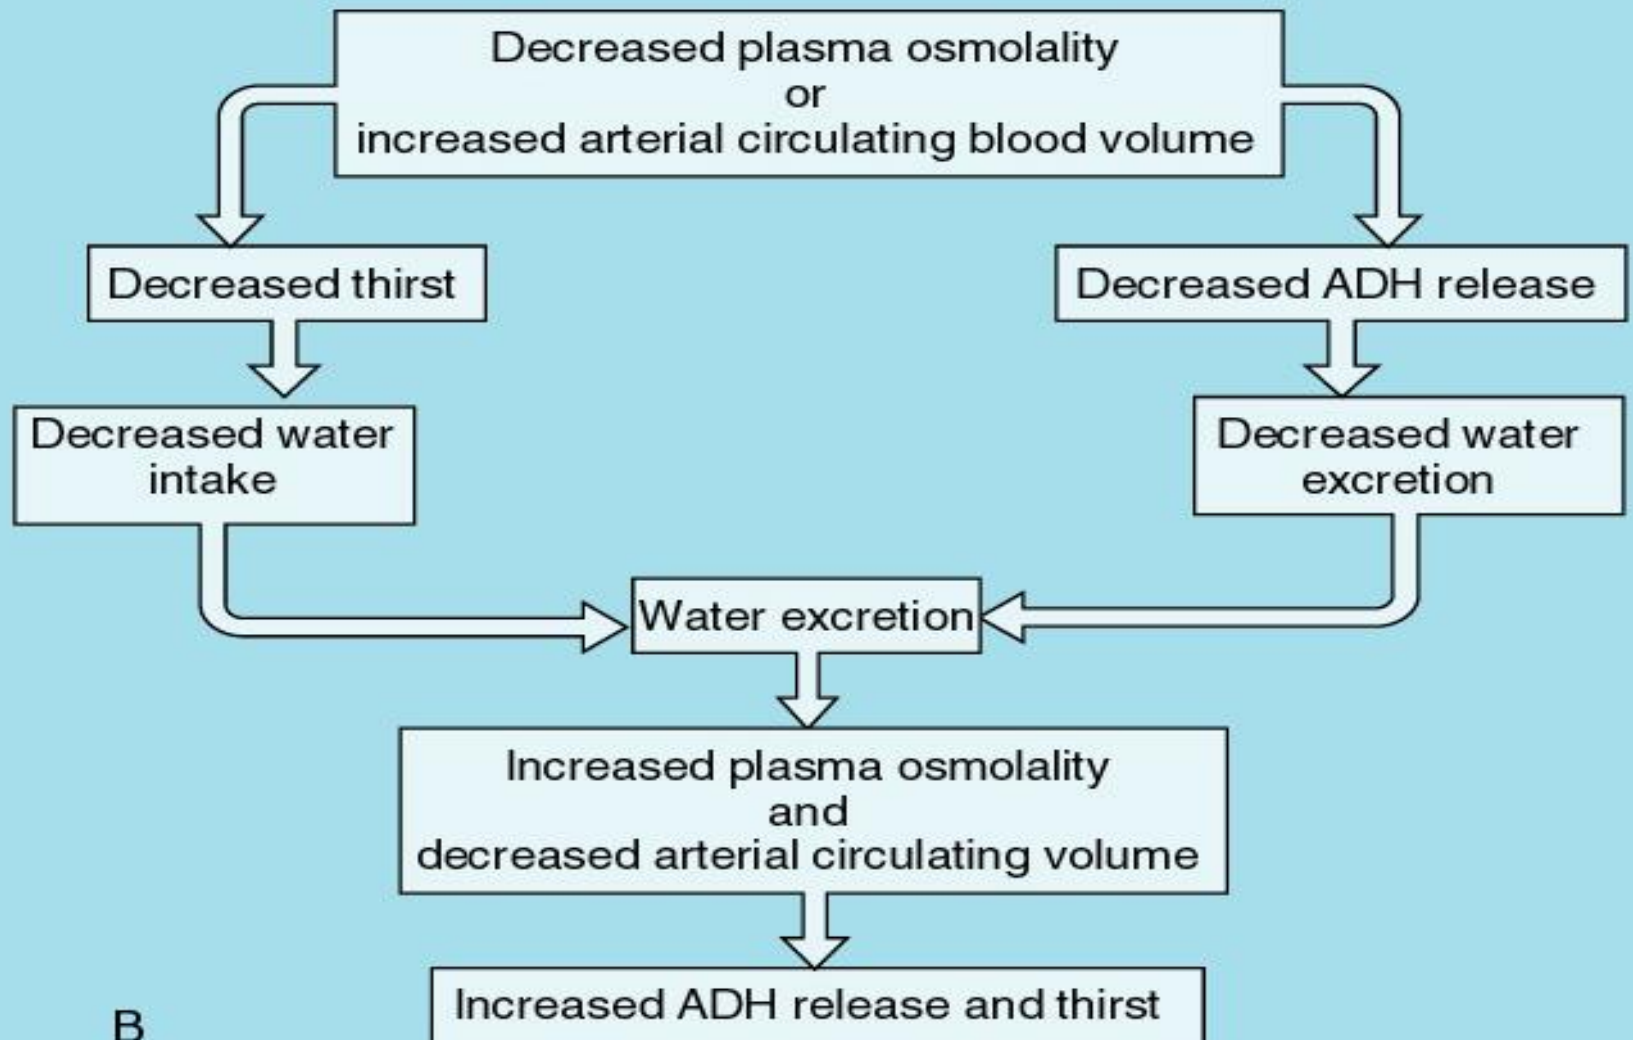 Decreased plasma osmolality
or
increased arterial circulating blood volume
Decreased thirst
Decreased ADH release
Decreased water
intake
Decreased water
excretion
Water excretion
Increased plasma osmolality
and
decreased arterial circulating volume
Increased ADH release and thirst
B